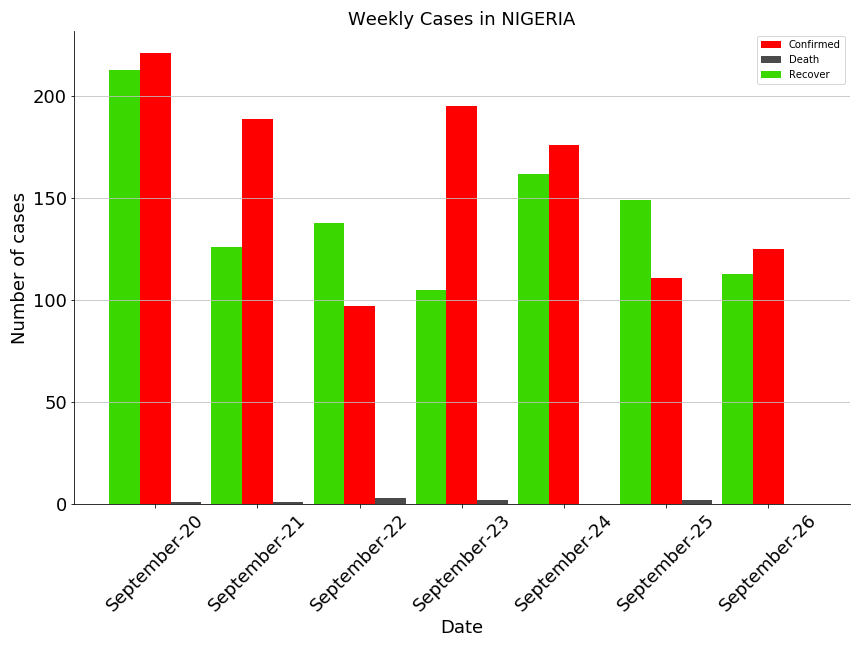 Weekly Cases in NIGERIA
Confirmed
Death
Recover
Number of cases
200
150
100
50
0
September-20
September-21
September-22
September-23
September-24
September-25
September-26
Date